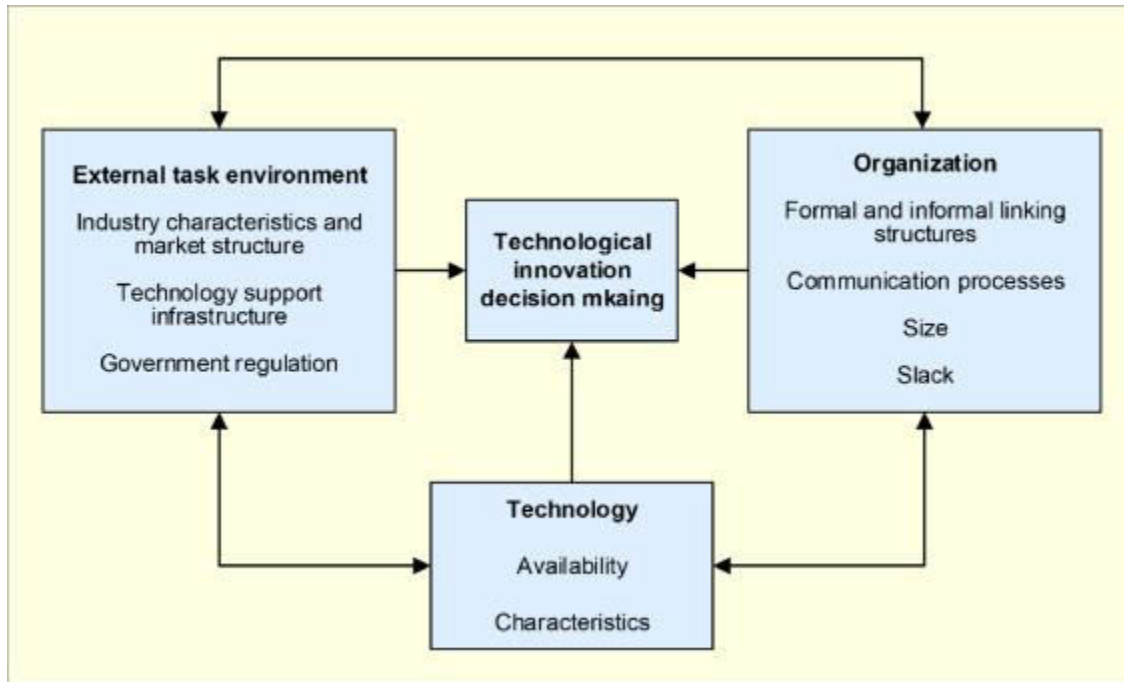 External task environment
Industry characteristics and
market structure
Technology support
infrastructure
Government regulation
Technological
innovation
decision mkaing
Organization
Formal and informal linking
structures
Communication processes
Size
Slack
Technology
Availability
Characteristics